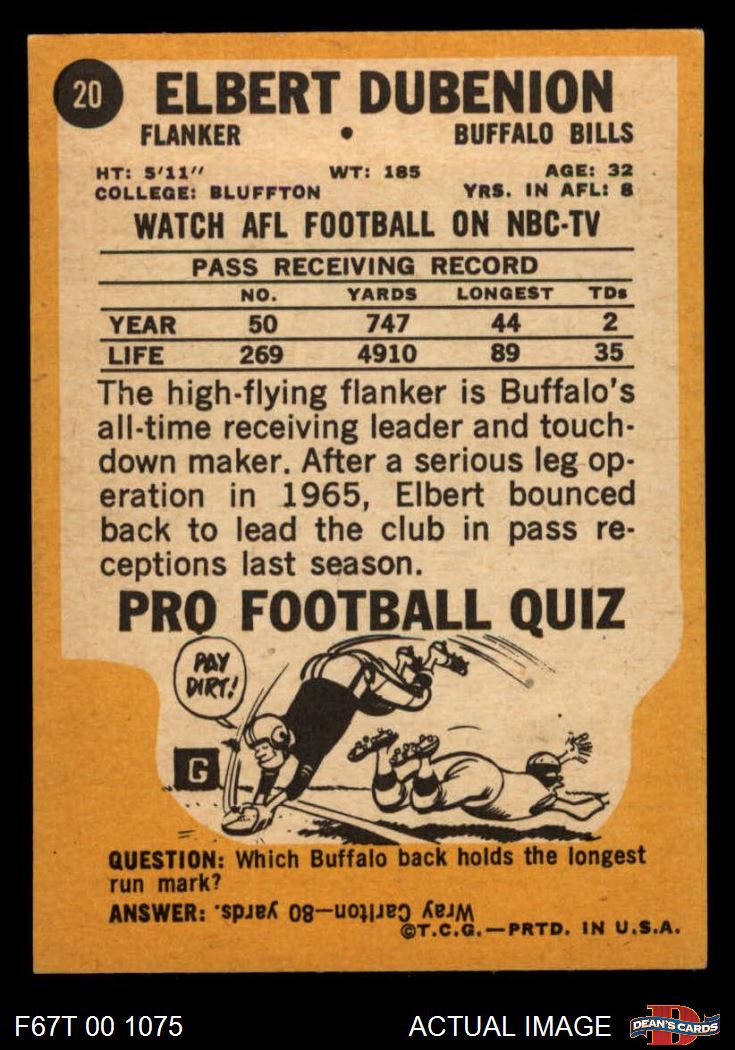 20
ELBERT DUBENION
FLANKER • BUFFALO BILLS
HT: 5'11" WT: 185 AGE: 32
COLLEGE: BLUFFTON YRS. IN AFL: 8
WATCH AFL FOOTBALL ON NBC-TV
PASS RECEIVING RECORD
NO. YARDS LONGEST TDs
YEAR 50 747 44 2
LIFE 269 4910 89 35
The high-flying flanker is Buffalo's
all-time receiving leader and touch-
down maker. After a serious leg op-
eration in 1965, Elbert bounced
back to lead the club in pass re-
ceptions last season.
PRO FOOTBALL QUIZ
PAY
DIRT!
G
QUESTION: Which Buffalo back holds the longest
run mark?
ANSWER: Wray Carlton—80 yards.
©T.C.G.—PRTD. IN U.S.A.
F67T 00 1075 ACTUAL IMAGE
D
DEAN'S CARDS